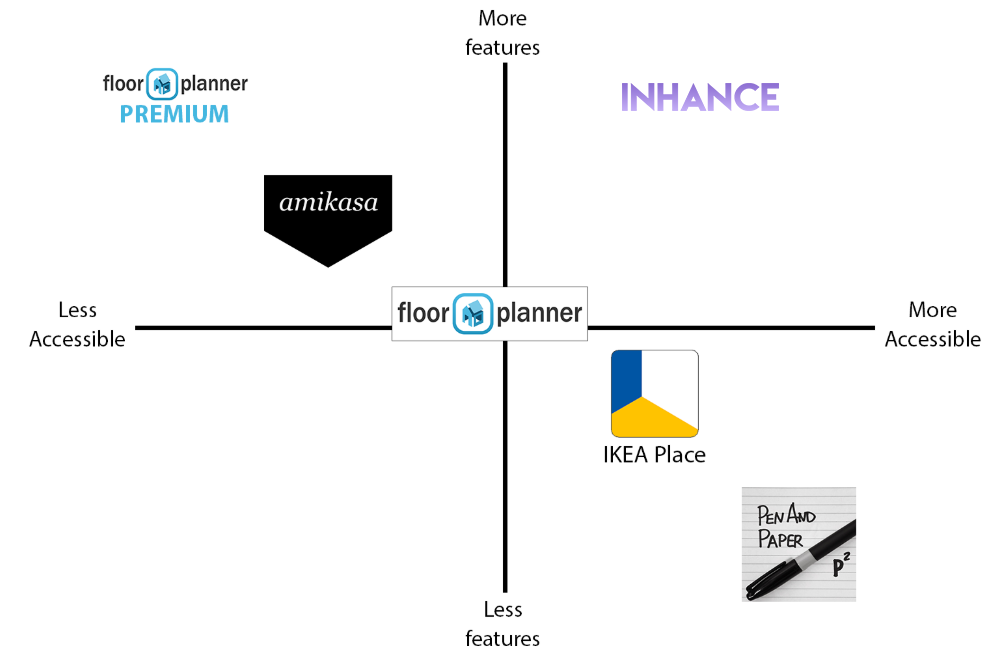 More
features
floor planner
PREMIUM
INHANCE
amikasa
Less
Accessible
floor planner
More
Accessible
IKEA Place
PEN AND
PAPER
P²
Less
features